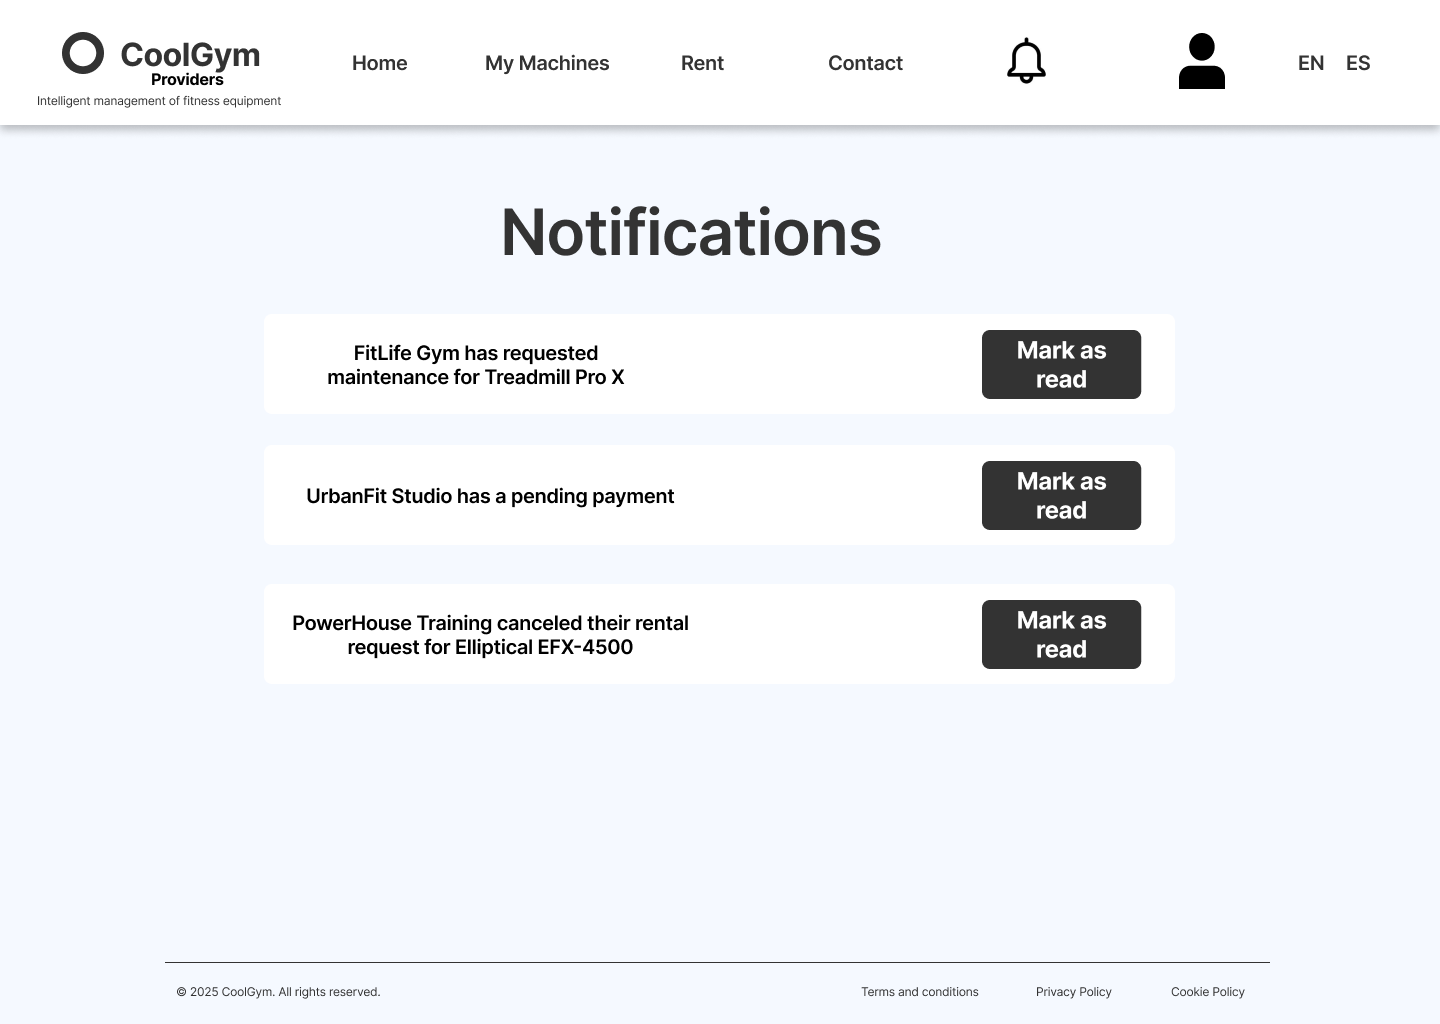 CoolGym
Providers
Intelligent management of fitness equipment
Home
My Machines
Rent
Contact
EN
ES
Notifications
FitLife Gym has requested
maintenance for Treadmill Pro X
Mark as
read
UrbanFit Studio has a pending payment
Mark as
read
PowerHouse Training canceled their rental
request for Elliptical EFX-4500
Mark as
read
© 2025 CoolGym. All rights reserved.
Terms and conditions
Privacy Policy
Cookie Policy